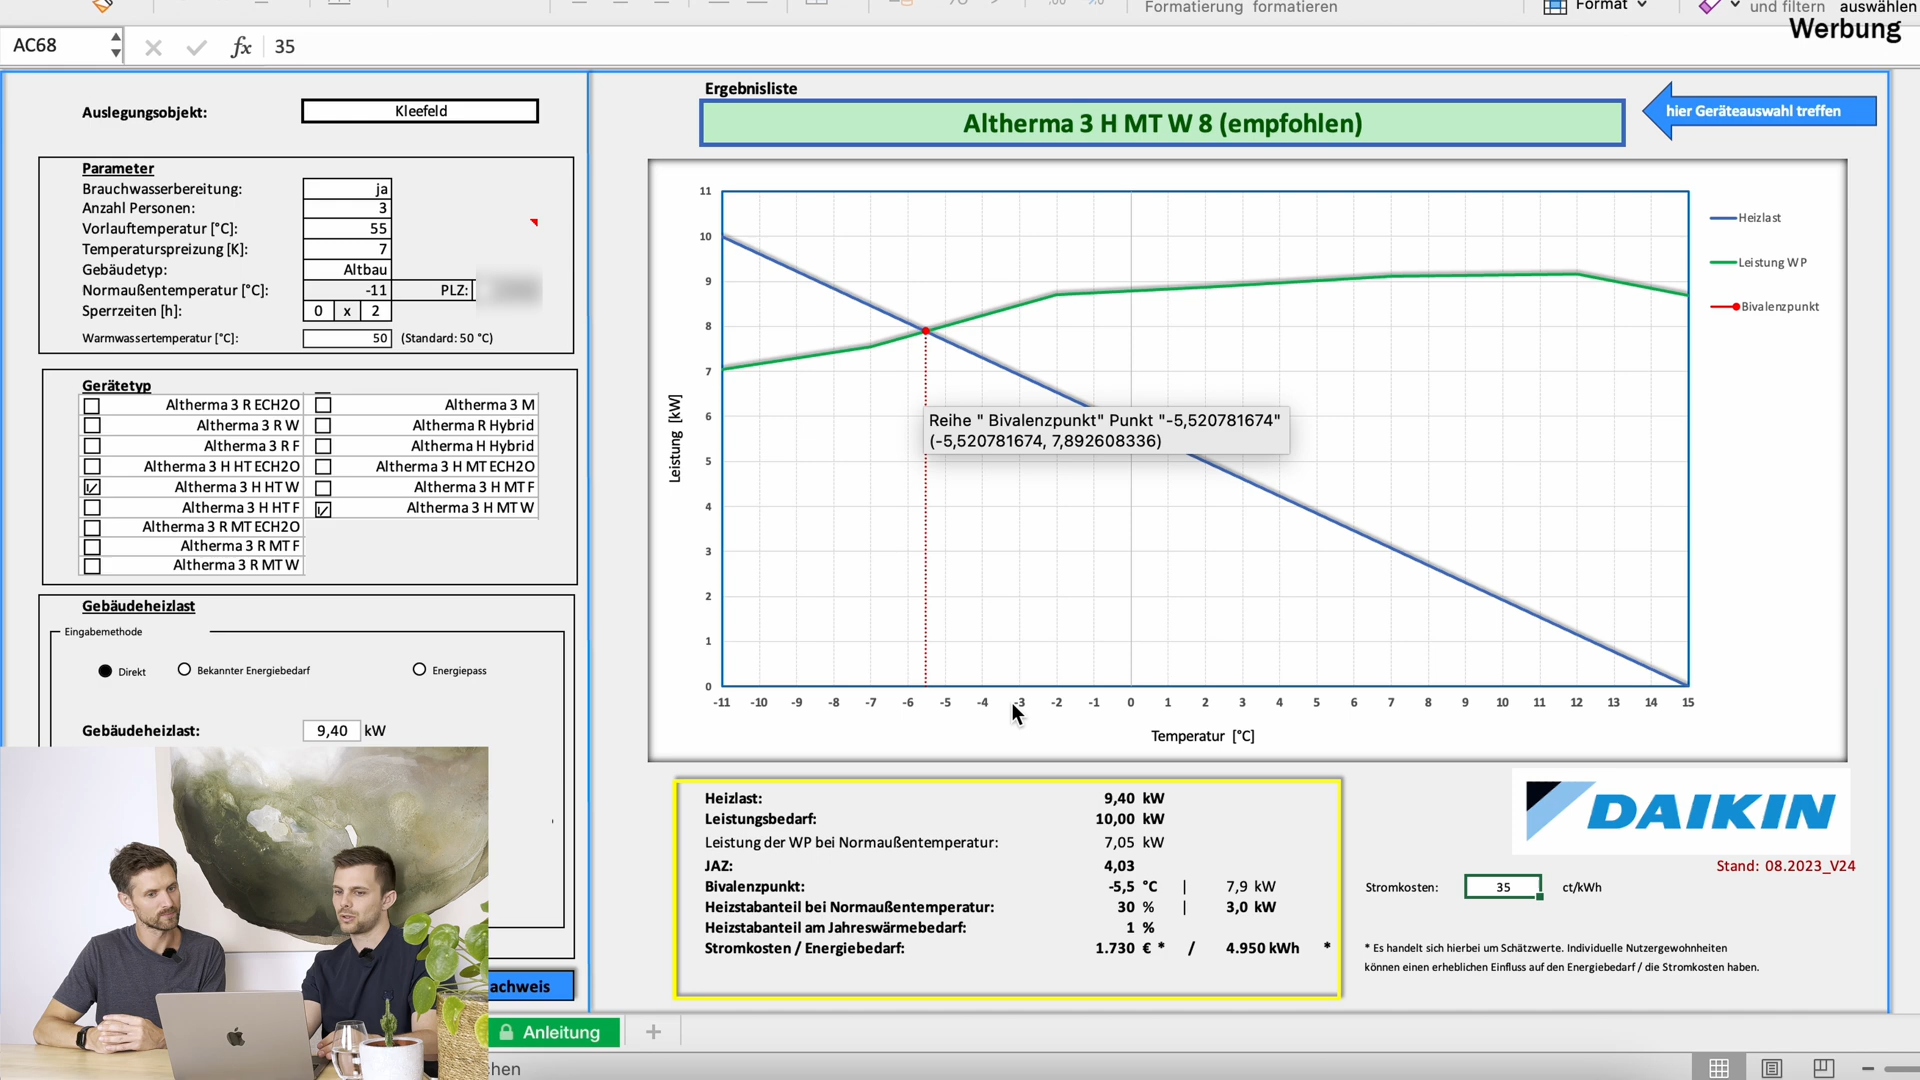 Formatierung formatieren
Format
und filtern auswählen
Werbung
AC68
fx 35
Auslegungsobjekt: Kleefeld
Parameter
Brauchwasserbereitung: ja
Anzahl Personen: 3
Vorlauftemperatur [°C]: 55
Temperaturspreizung [K]: 7
Gebäudetyp: Altbau
Normaußentemperatur [°C]: -11 PLZ:
Sperrzeiten [h]: 0 x 2
Warmwassertemperatur [°C]: 50 (Standard: 50 °C)
Gerätetyp
Altherma 3 R ECH2O Altherma 3 M
Altherma 3 R W Altherma R Hybrid
Altherma 3 R F Altherma H Hybrid
Altherma 3 H HT ECH2O Altherma 3 H MT ECH2O
Altherma 3 H HT W Altherma 3 H MT F
Altherma 3 H HT F Altherma 3 H MT W
Altherma 3 R MT ECH2O
Altherma 3 R MT F
Altherma 3 R MT W
Gebäudeheizlast
Eingabemethode
Direkt Bekannter Energiebedarf Energiepass
Gebäudeheizlast: 9,40 kW
achweis
Ergebnisliste
Altherma 3 H MT W 8 (empfohlen)
hier Geräteauswahl treffen
11
10
9
8
7
6
5
4
3
2
1
0
Leistung [kW]
-11 -10 -9 -8 -7 -6 -5 -4 -3 -2 -1 0 1 2 3 4 5 6 7 8 9 10 11 12 13 14 15
Temperatur [°C]
Heizlast
Leistung WP
Bivalenzpunkt
Reihe " Bivalenzpunkt" Punkt "-5,520781674"
(-5,520781674, 7,892608336)
Heizlast: 9,40 kW
Leistungsbedarf: 10,00 kW
Leistung der WP bei Normaußentemperatur: 7,05 kW
JAZ: 4,03
Bivalenzpunkt: -5,5 °C | 7,9 kW
Heizstabanteil bei Normaußentemperatur: 30 % | 3,0 kW
Heizstabanteil am Jahreswärmebedarf: 1 %
Stromkosten / Energiebedarf: 1.730 € * / 4.950 kWh *
DAIKIN
Stand: 08.2023_V24
Stromkosten: 35 ct/kWh
* Es handelt sich hierbei um Schätzwerte. Individuelle Nutzergewohnheiten
können einen erheblichen Einfluss auf den Energiebedarf / die Stromkosten haben.
Anleitung
hen